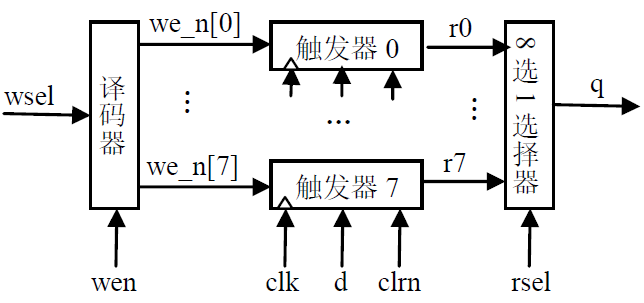 we_n[0]
触发器 0
r0
wsel
译码器
⋮
...
⋮
8选1选择器
q
we_n[7]
触发器 7
r7
wen
clk
d
clrn
rsel